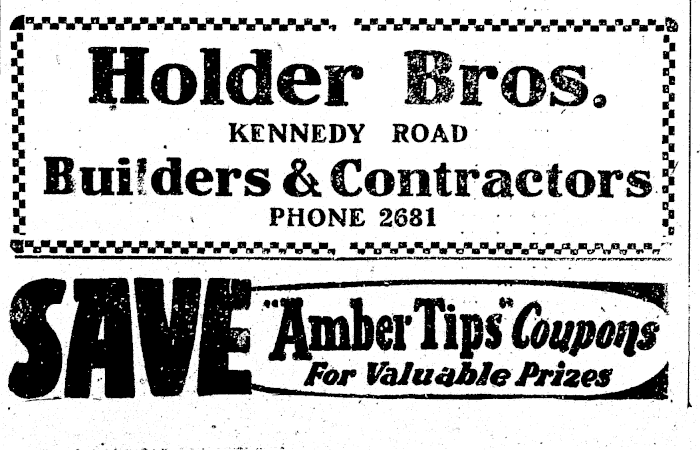 Holder Bros.
KENNEDY ROAD
Builders & Contractors
PHONE 2681
SAVE "Amber Tips" Coupons
For Valuable Prizes